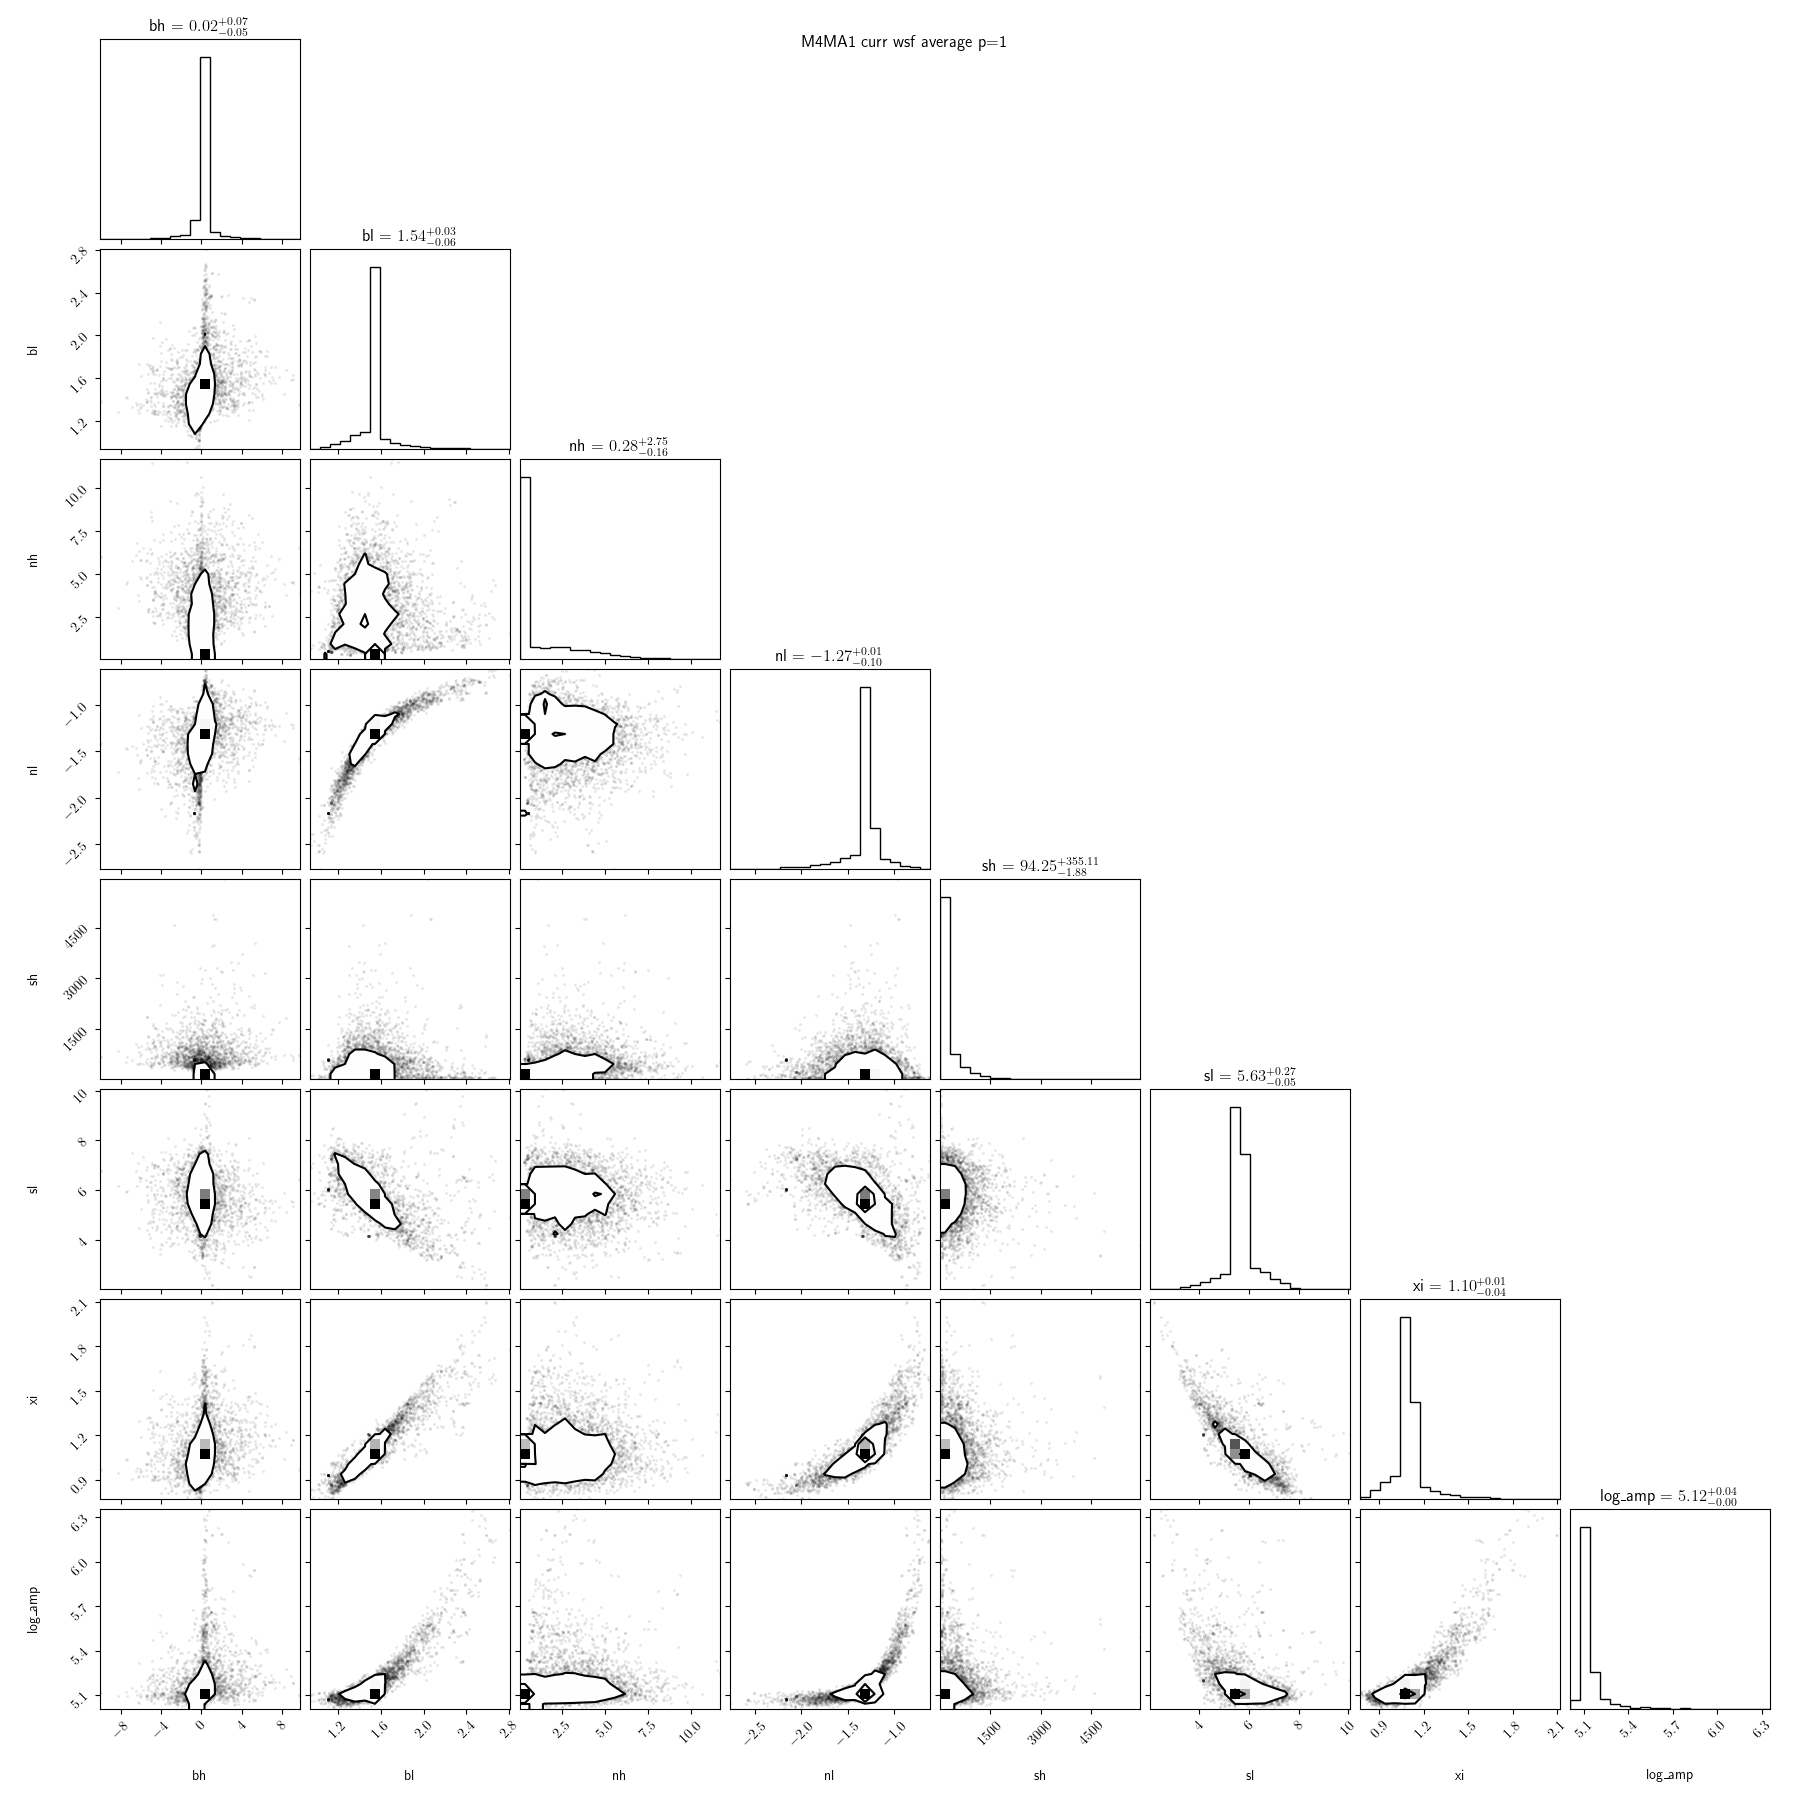 bh = 0.02 +0.07 −0.05
M4MA1 curr wsf average p=1
bl = 1.54 +0.03 −0.06
2.8
2.4
2.0
1.6
1.2
bl
nh = 0.28 +2.75 −0.16
10.0
7.5
5.0
2.5
nh
nl = −1.27 +0.01 −0.10
−1.0
−1.5
−2.0
−2.5
nl
sh = 94.25 +355.11 −1.88
4500
3000
1500
sh
sl = 5.63 +0.27 −0.05
10
8
6
4
sl
xi = 1.10 +0.01 −0.04
2.1
1.8
1.5
1.2
0.9
xi
log_amp = 5.12 +0.04 −0.00
6.3
6.0
5.7
5.4
5.1
log_amp
−8 −4 0 4 8
1.2 1.6 2.0 2.4 2.8
2.5 5.0 7.5 10.0
−2.5 −2.0 −1.5 −1.0
1500 3000 4500
4 6 8 10
0.9 1.2 1.5 1.8 2.1
5.1 5.4 5.7 6.0 6.3
bh bl nh nl sh sl xi log_amp